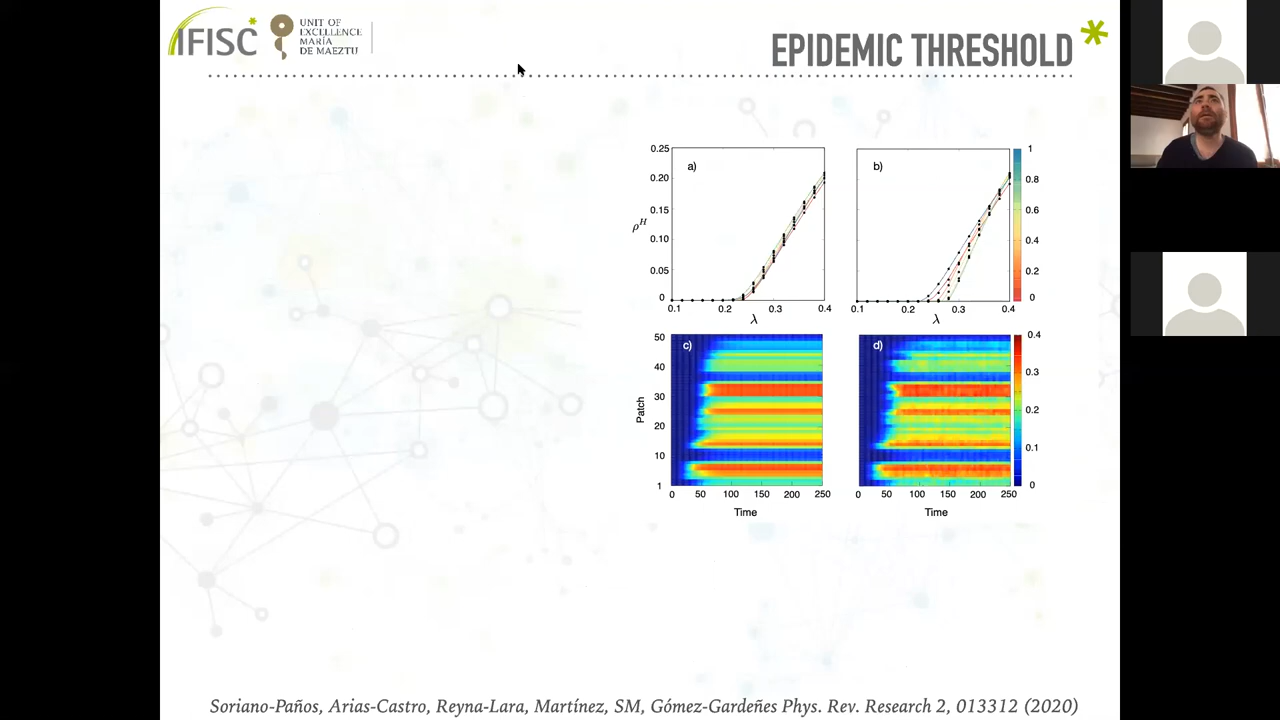 IFISC
UNIT OF
EXCELLENCE
MARÍA
DE MAEZTU
EPIDEMIC THRESHOLD
a)
0.25
0.20
0.15
0.10
0.05
0
ρ^H
0.1 0.2 0.3 0.4
λ
b)
0.1 0.2 0.3 0.4
λ
1
0.8
0.6
0.4
0.2
0
c)
50
40
30
20
10
1
Patch
0 50 100 150 200 250
Time
d)
0 50 100 150 200 250
Time
0.4
0.3
0.2
0.1
0
Soriano-Paños, Arias-Castro, Reyna-Lara, Martínez, SM, Gómez-Gardeñes Phys. Rev. Research 2, 013312 (2020)